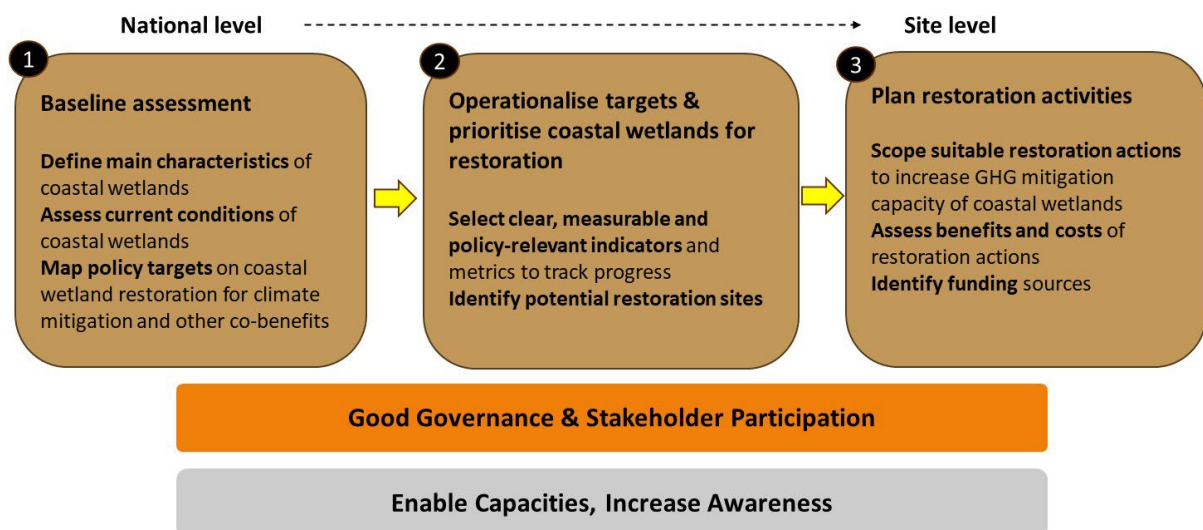 National level
Site level
1
Baseline assessment
Define main characteristics of
coastal wetlands
Assess current conditions of
coastal wetlands
Map policy targets on coastal
wetland restoration for climate
mitigation and other co-benefits
2
Operationalise targets &
prioritise coastal wetlands for
restoration
Select clear, measurable and
policy-relevant indicators and
metrics to track progress
Identify potential restoration sites
3
Plan restoration activities
Scope suitable restoration actions
to increase GHG mitigation
capacity of coastal wetlands
Assess benefits and costs of
restoration actions
Identify funding sources
Good Governance & Stakeholder Participation
Enable Capacities, Increase Awareness